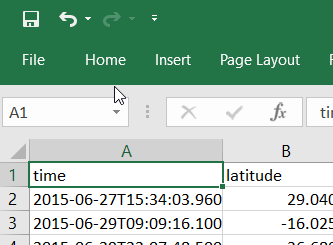 File Home Insert Page Layout
A1 fx
A B
1 time latitude
2 2015-06-27T15:34:03.960 29.040
3 2015-06-29T09:09:16.100 -16.025